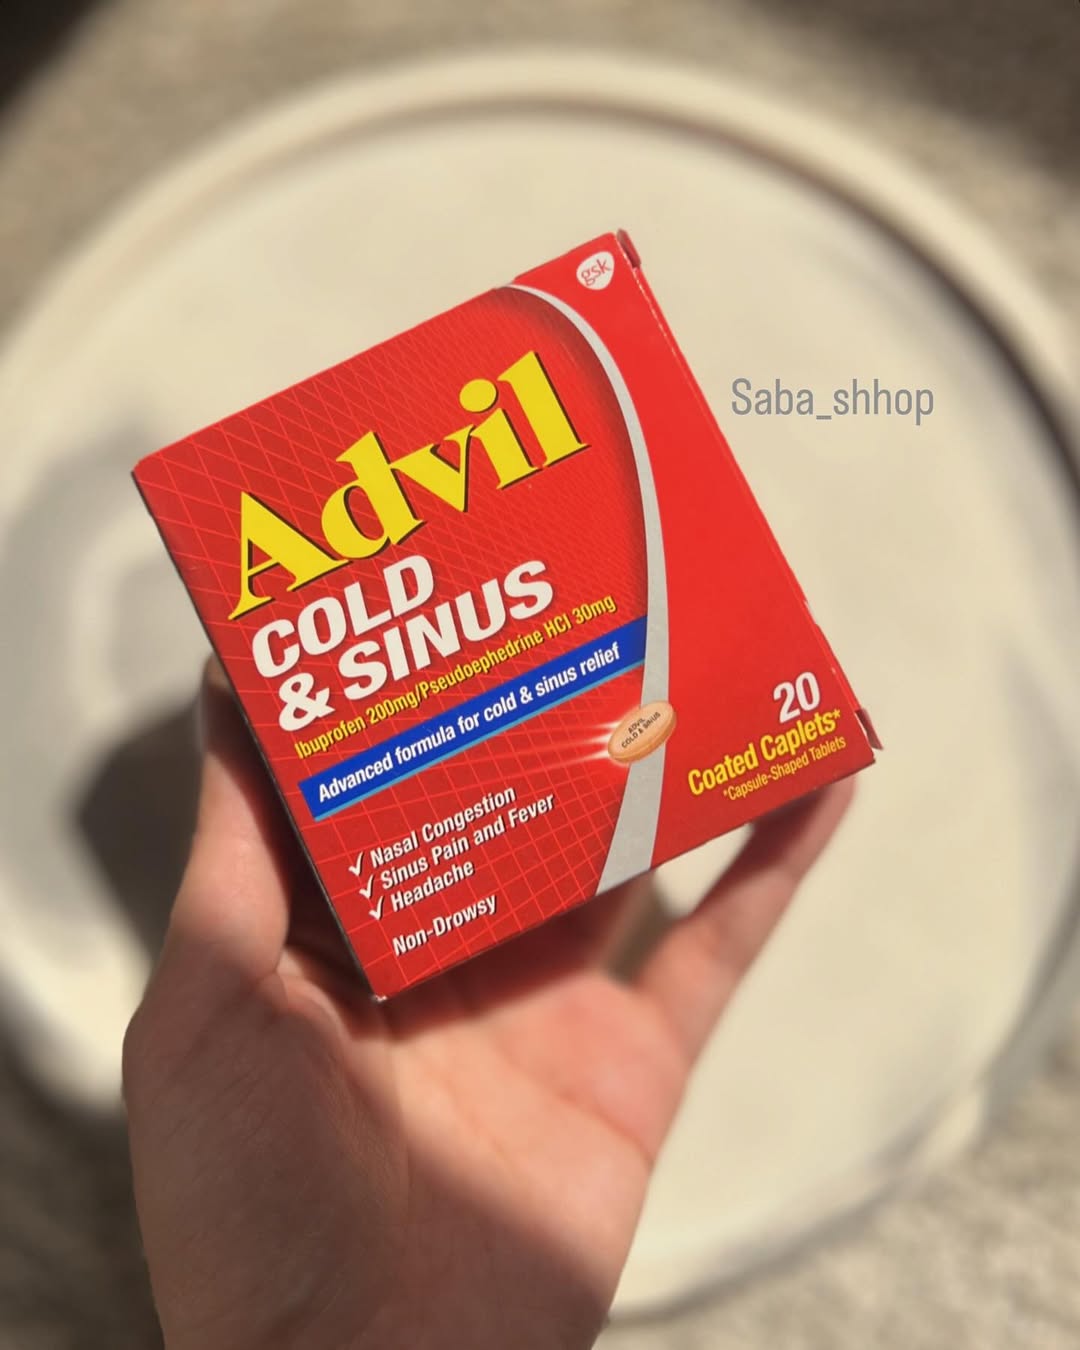 gsk
Advil
COLD
& SINUS
Ibuprofen 200mg/Pseudoephedrine HCl 30mg
Advanced formula for cold & sinus relief
ADVIL
COLD & SINUS
✓ Nasal Congestion
✓ Sinus Pain and Fever
✓ Headache
Non-Drowsy
20
Coated Caplets*
*Capsule-Shaped Tablets
Saba_shhop